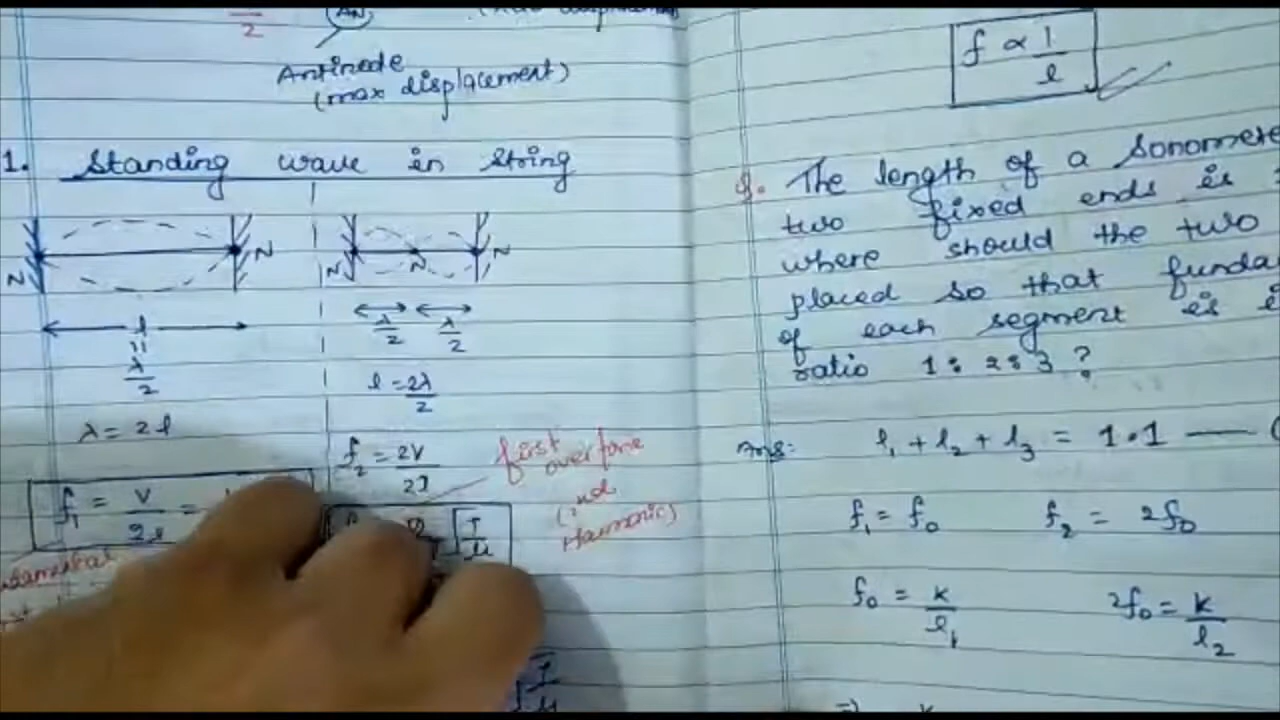 2
AN
Antinode
(max displacement)
1. Standing wave in String
N N
N N N
l
λ/2 λ/2
=
λ/2
l = 2λ/2
λ = 2l
f₂ = 2V/2l
first overtone
Harmonic)
f₁ = V/2l =
√T/μ
f ∝ 1/l
Q. The length of a Sonomete
two fixed ends is
where should the two
placed so that funda
of each segment is i
ratio 1 : 2 : 3 ?
Ans: l₁ + l₂ + l₃ = 1.1
f₁ = f₀ f₂ = 2f₀
f₀ = K/l₁ 2f₀ = K/l₂
⇒ K